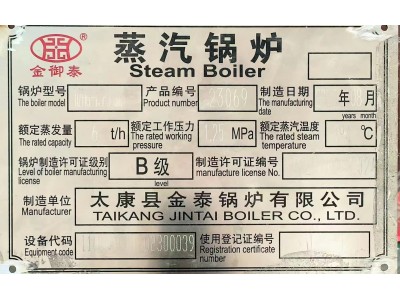 蒸汽锅炉
金御泰 Steam Boiler
锅炉型号 产品编号 制造日期 年 月
The boiler model Product number The manufacturing date years month
额定蒸发量 t/h 额定工作压力 MPa 额定蒸汽温度 ℃
The rated capacity The rated working pressure The rated steam temperature
锅炉制造许可证级别 B级 制造许可证编号
Level of boiler manufacturing license level manufacture license No.
制造单位 太康县金泰锅炉有限公司
Manufacturer TAIKANG JINTAI BOILER CO., LTD.
设备代码 使用登记证编号
Equipment code Registration certificate number